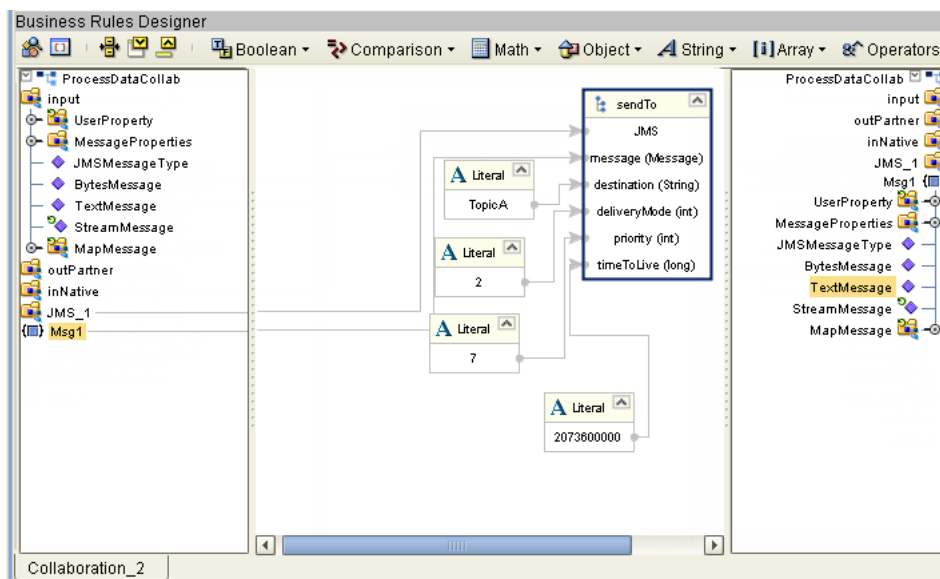 Business Rules Designer
Boolean Comparison Math Object A String [i] Array Operators
ProcessDataCollab
input
UserProperty
MessageProperties
JMSMessageType
BytesMessage
TextMessage
StreamMessage
MapMessage
outPartner
inNative
JMS_1
Msg1
sendTo
JMS
message (Message)
destination (String)
deliveryMode (int)
priority (int)
timeToLive (long)
A Literal
TopicA
A Literal
2
A Literal
7
A Literal
2073600000
ProcessDataCollab
input
outPartner
inNative
JMS_1
Msg1
UserProperty
MessageProperties
JMSMessageType
BytesMessage
TextMessage
StreamMessage
MapMessage
Collaboration_2